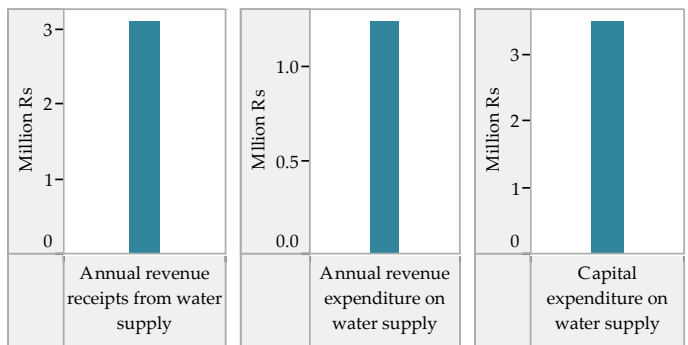 Million Rs
3
2
1
0
Annual revenue
receipts from water
supply
Mllion Rs
1.0
0.5
0.0
Annual revenue
expenditure on
water supply
Million Rs
3
2
1
0
Capital
expenditure on
water supply